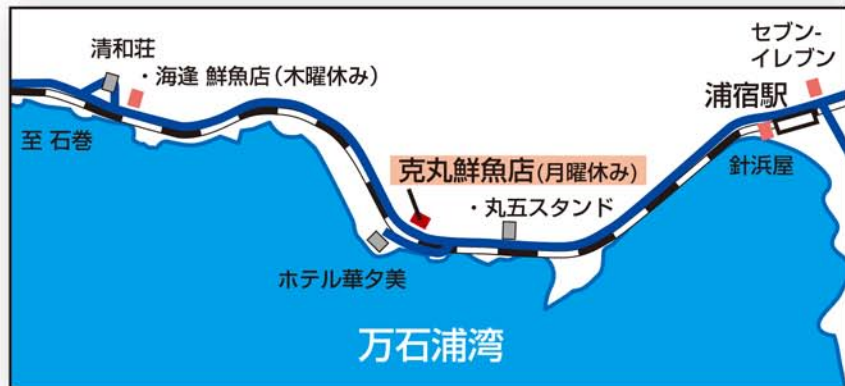 清和荘
・海逢 鮮魚店(木曜休み)
至 石巻
セブン-
イレブン
浦宿駅
針浜屋
克丸鮮魚店(月曜休み)
・丸五スタンド
ホテル華夕美
万石浦湾